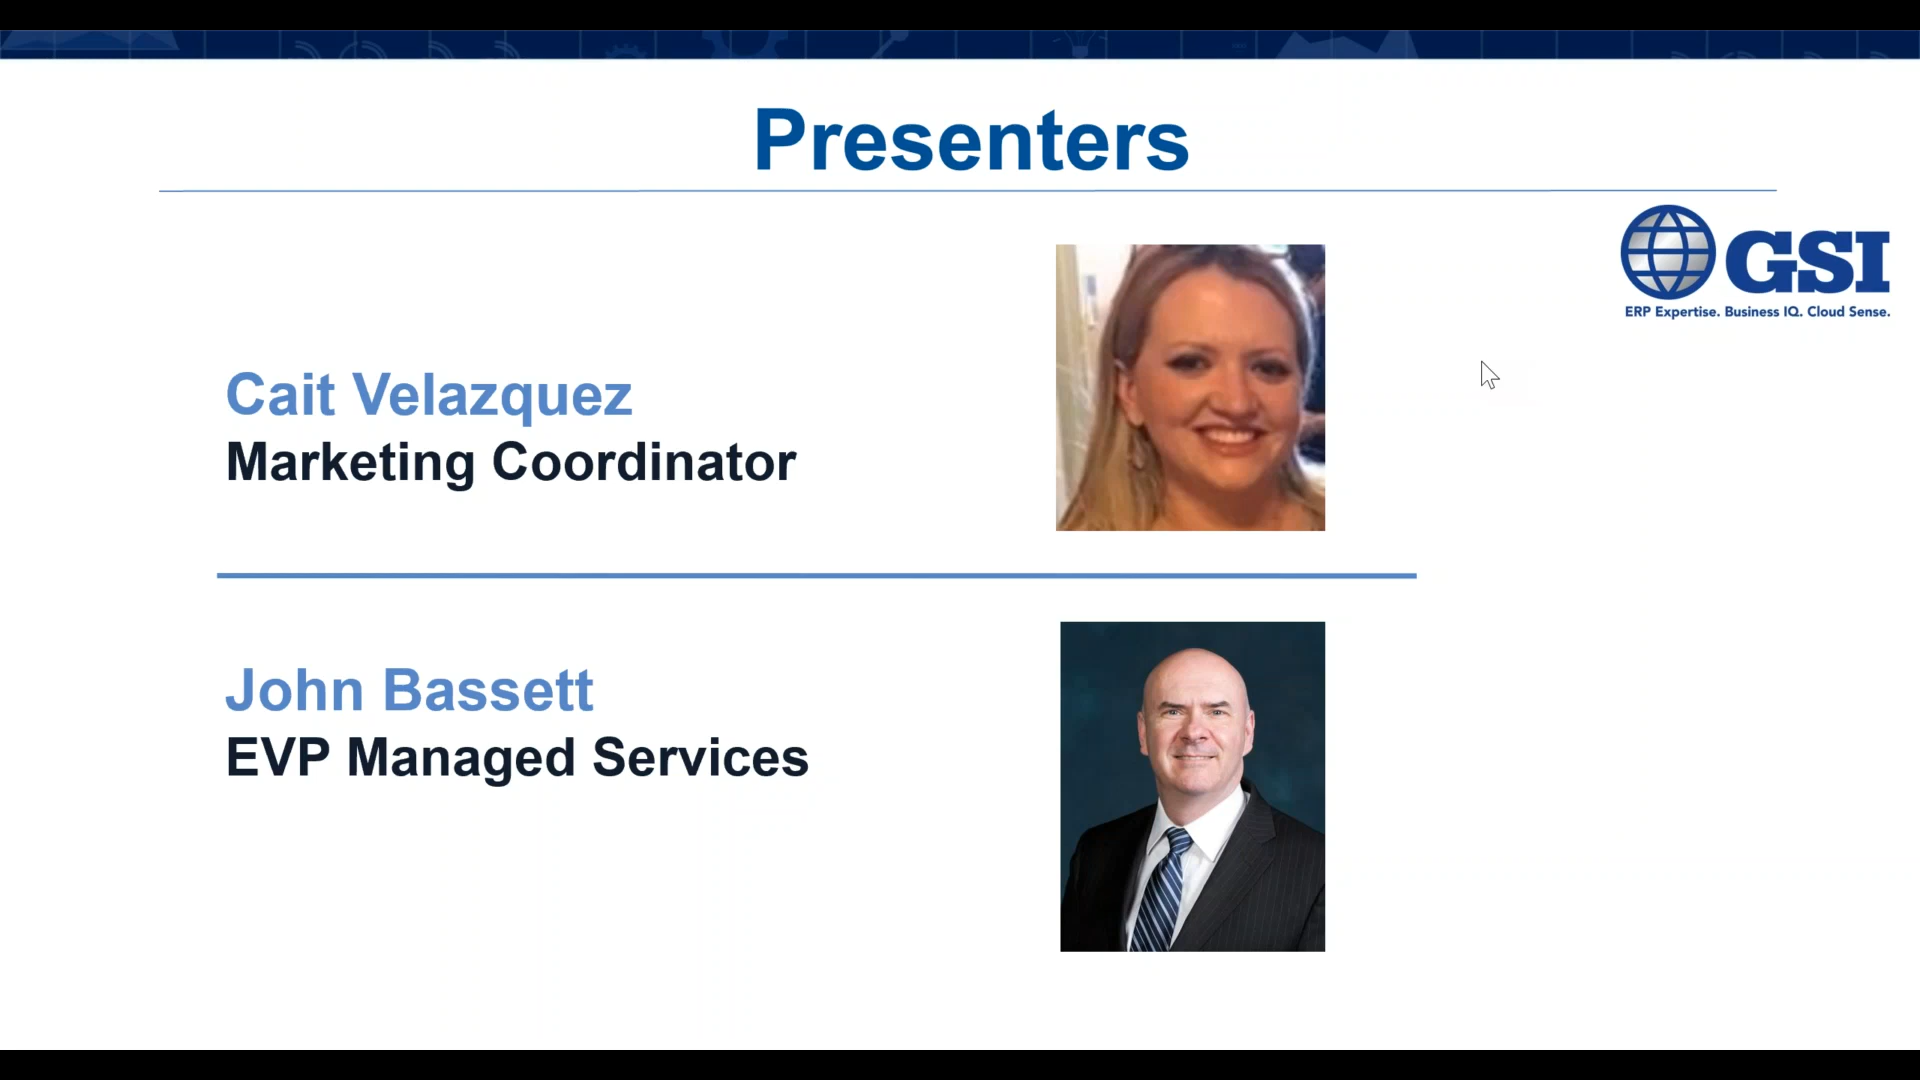 Presenters
GSI
ERP Expertise. Business IQ. Cloud Sense.
Cait Velazquez
Marketing Coordinator
John Bassett
EVP Managed Services